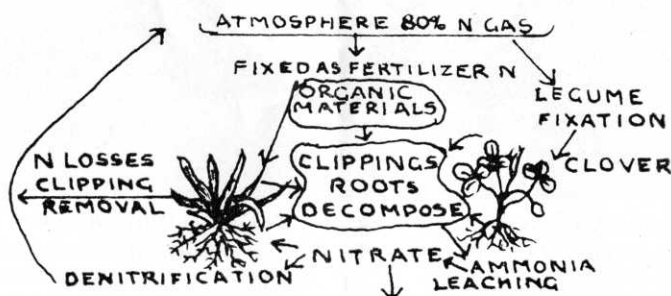 ATMOSPHERE 80% N GAS
FIXED AS FERTILIZER N
ORGANIC
MATERIALS
LEGUME
FIXATION
N LOSSES
CLIPPING
REMOVAL
CLIPPINGS
ROOTS
DECOMPOSE
CLOVER
NITRATE
DENITRIFICATION
AMMONIA
LEACHING